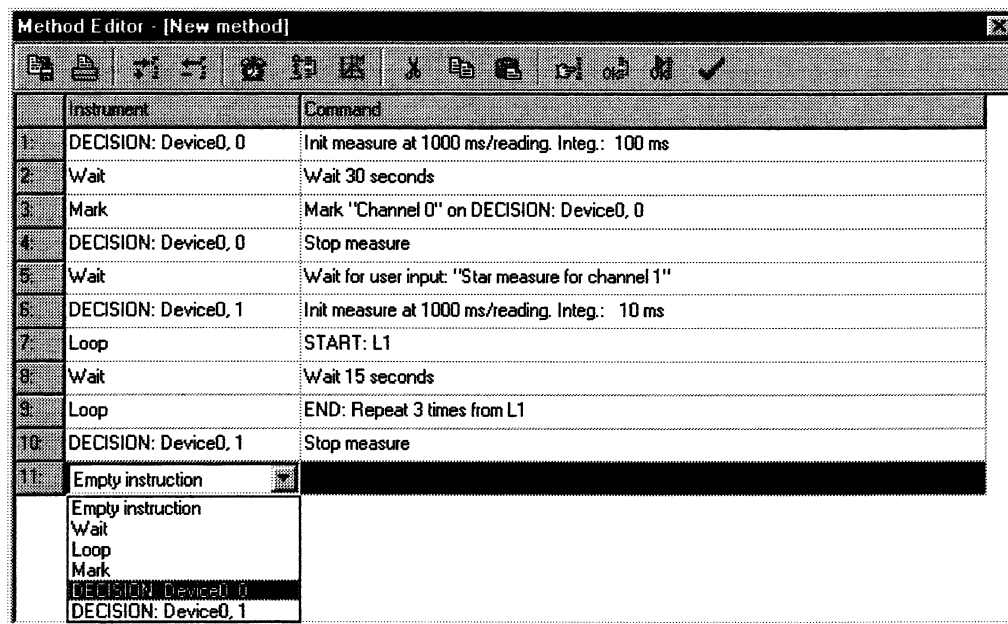 Method Editor - [New method]
Instrument Command
1: DECISION: Device0, 0 Init measure at 1000 ms/reading. Integ.: 100 ms
2: Wait Wait 30 seconds
3: Mark Mark "Channel 0" on DECISION: Device0, 0
4: DECISION: Device0, 0 Stop measure
5: Wait Wait for user input: "Star measure for channel 1"
6: DECISION: Device0, 1 Init measure at 1000 ms/reading. Integ.: 10 ms
7: Loop START: L1
8: Wait Wait 15 seconds
9: Loop END: Repeat 3 times from L1
10: DECISION: Device0, 1 Stop measure
11: Empty instruction
Empty instruction
Wait
Loop
Mark
DECISION: Device0, 0
DECISION: Device0, 1